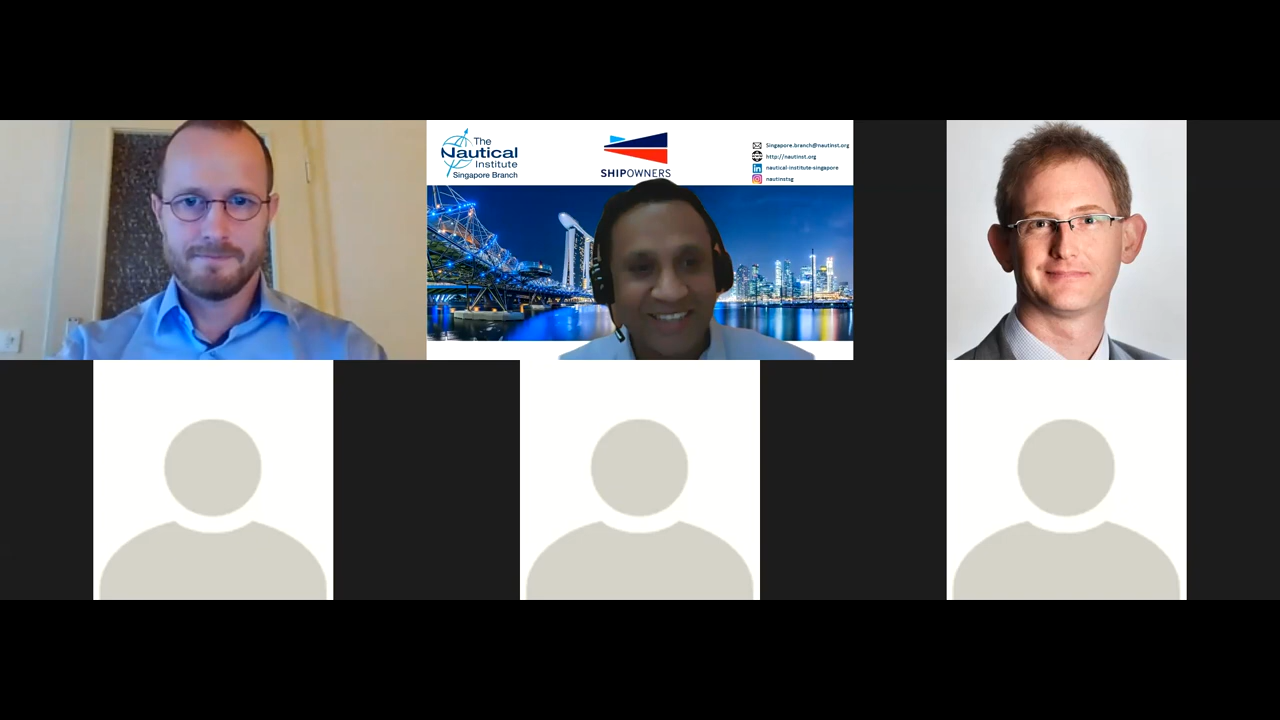 The
Nautical
Institute
Singapore Branch
SHIPOWNERS
Singapore.branch@nautinst.org
http://nautinst.org
nautical-institute-singapore
nautinstsg